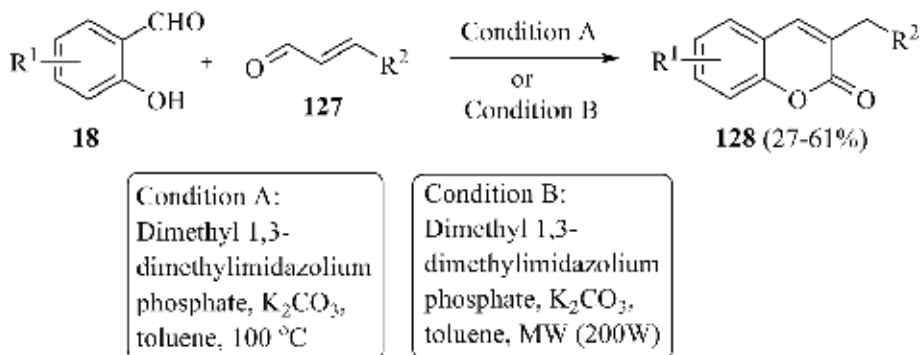 CHO
R¹
OH
18
+
O
R²
127
Condition A
or
Condition B
R¹
R²
O
O
128 (27-61%)
Condition A:
Dimethyl 1,3-
dimethylimidazolium
phosphate, K₂CO₃,
toluene, 100 °C
Condition B:
Dimethyl 1,3-
dimethylimidazolium
phosphate, K₂CO₃,
toluene, MW (200W)